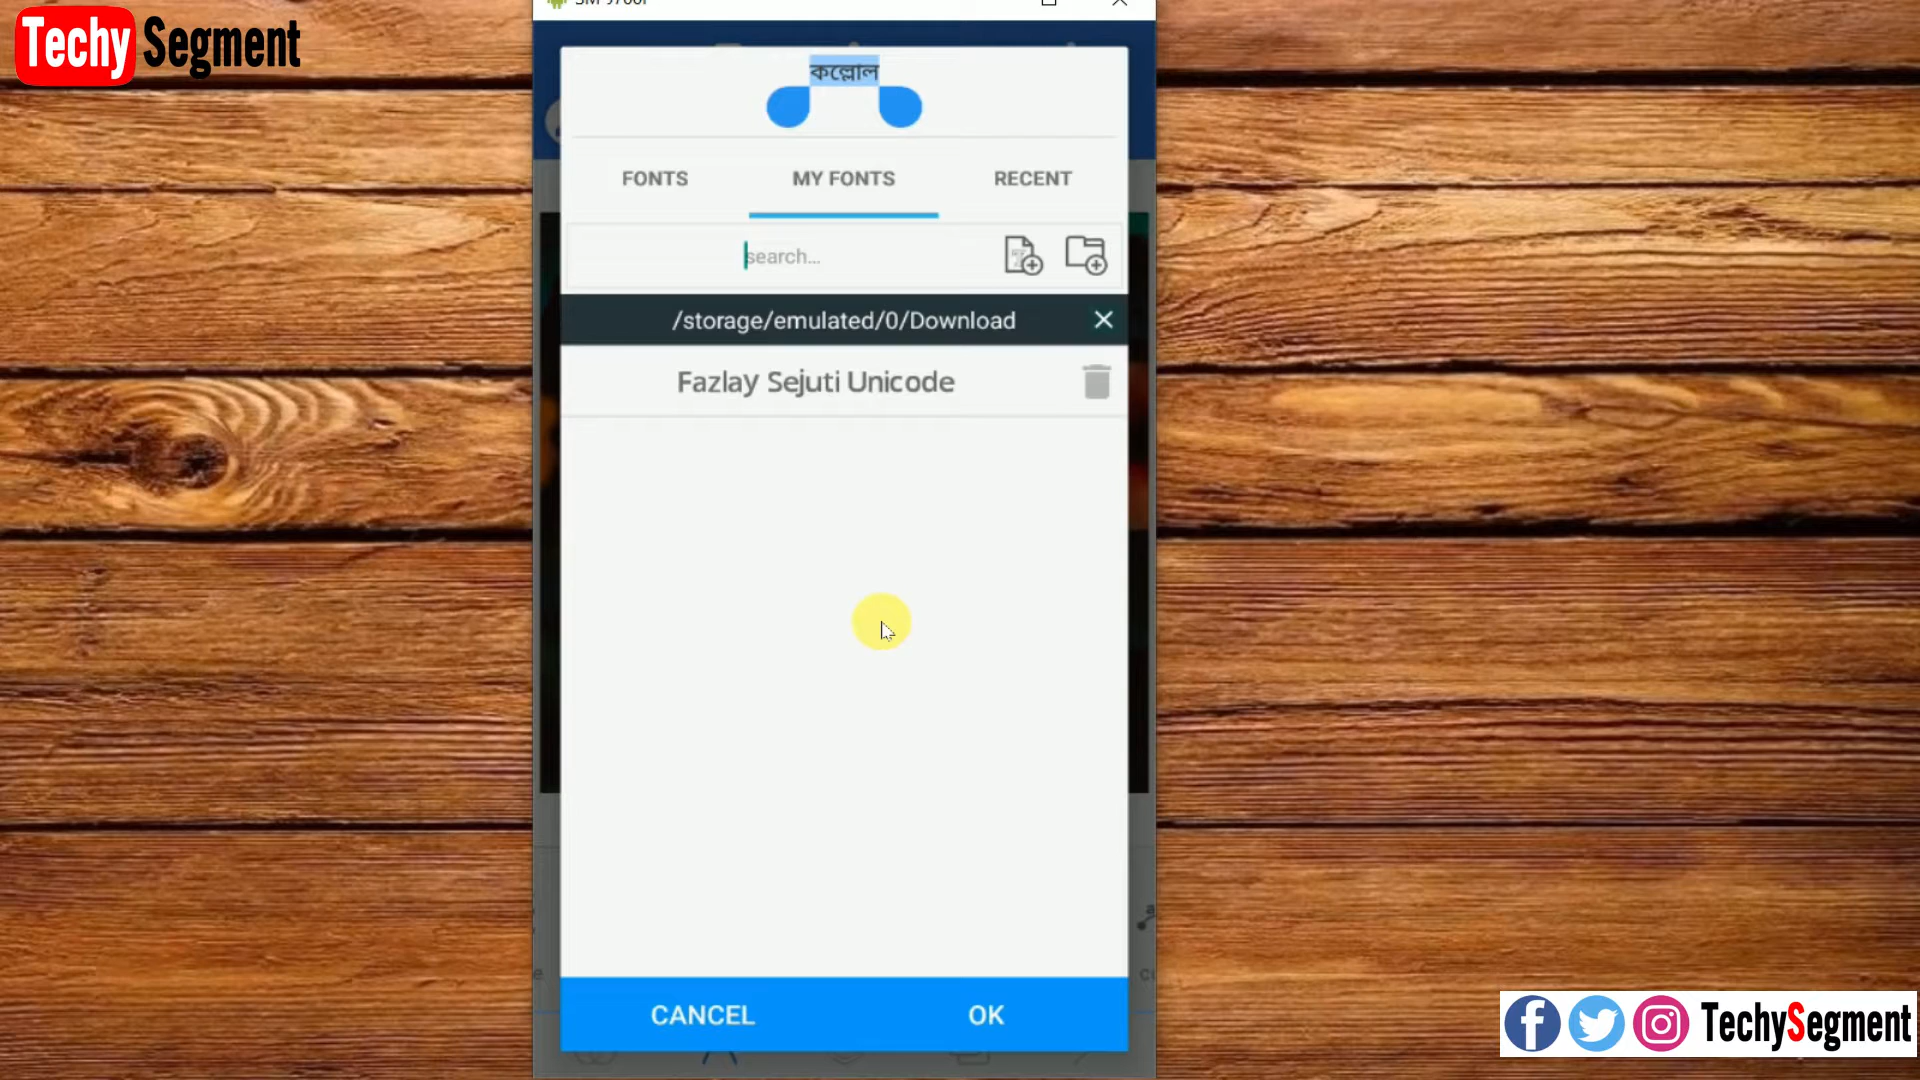 Techy Segment
কল্লোল
FONTS MY FONTS RECENT
search...
/storage/emulated/0/Download
Fazlay Sejuti Unicode
CANCEL OK
TechySegment